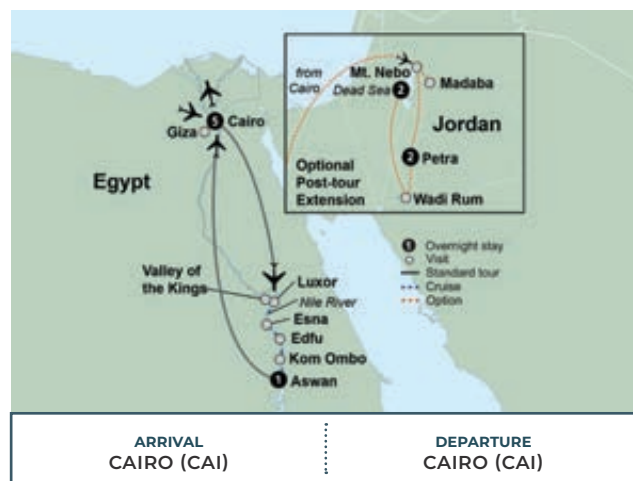 from
Cairo
Mt. Nebo
Dead Sea
2
Madaba
Jordan
2
Petra
Optional
Post-tour
Extension
Wadi Rum
Giza
5
Cairo
Egypt
1 Overnight stay
Visit
Standard tour
Cruise
Option
Valley of
the Kings
Luxor
Nile River
Esna
Edfu
Kom Ombo
1 Aswan
ARRIVAL
CAIRO (CAI)
DEPARTURE
CAIRO (CAI)